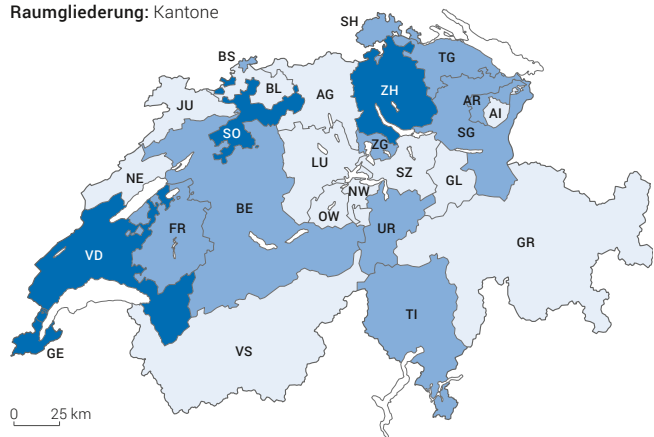 Raumgliederung: Kantone
SH
BS
TG
BL
ZH
AG
AR
AI
JU
SO
SG
ZG
LU
SZ
NE
GL
NW
BE
OW
FR
UR
GR
VD
TI
VS
GE
0 25 km